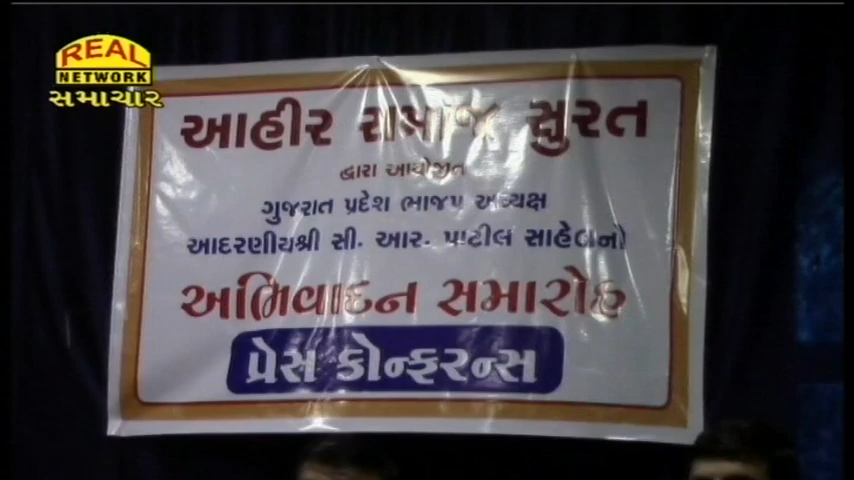 REAL
NETWORK
સમાચાર
આહીર સમાજ સુરત
દ્વારા આયોજીત
ગુજરાત પ્રદેશ ભાજપ અધ્યક્ષ
આદરણીયશ્રી સી. આર. પાટીલ સાહેબનો
અભિવાદન સમારોહ
પ્રેસ કોન્ફરન્સ